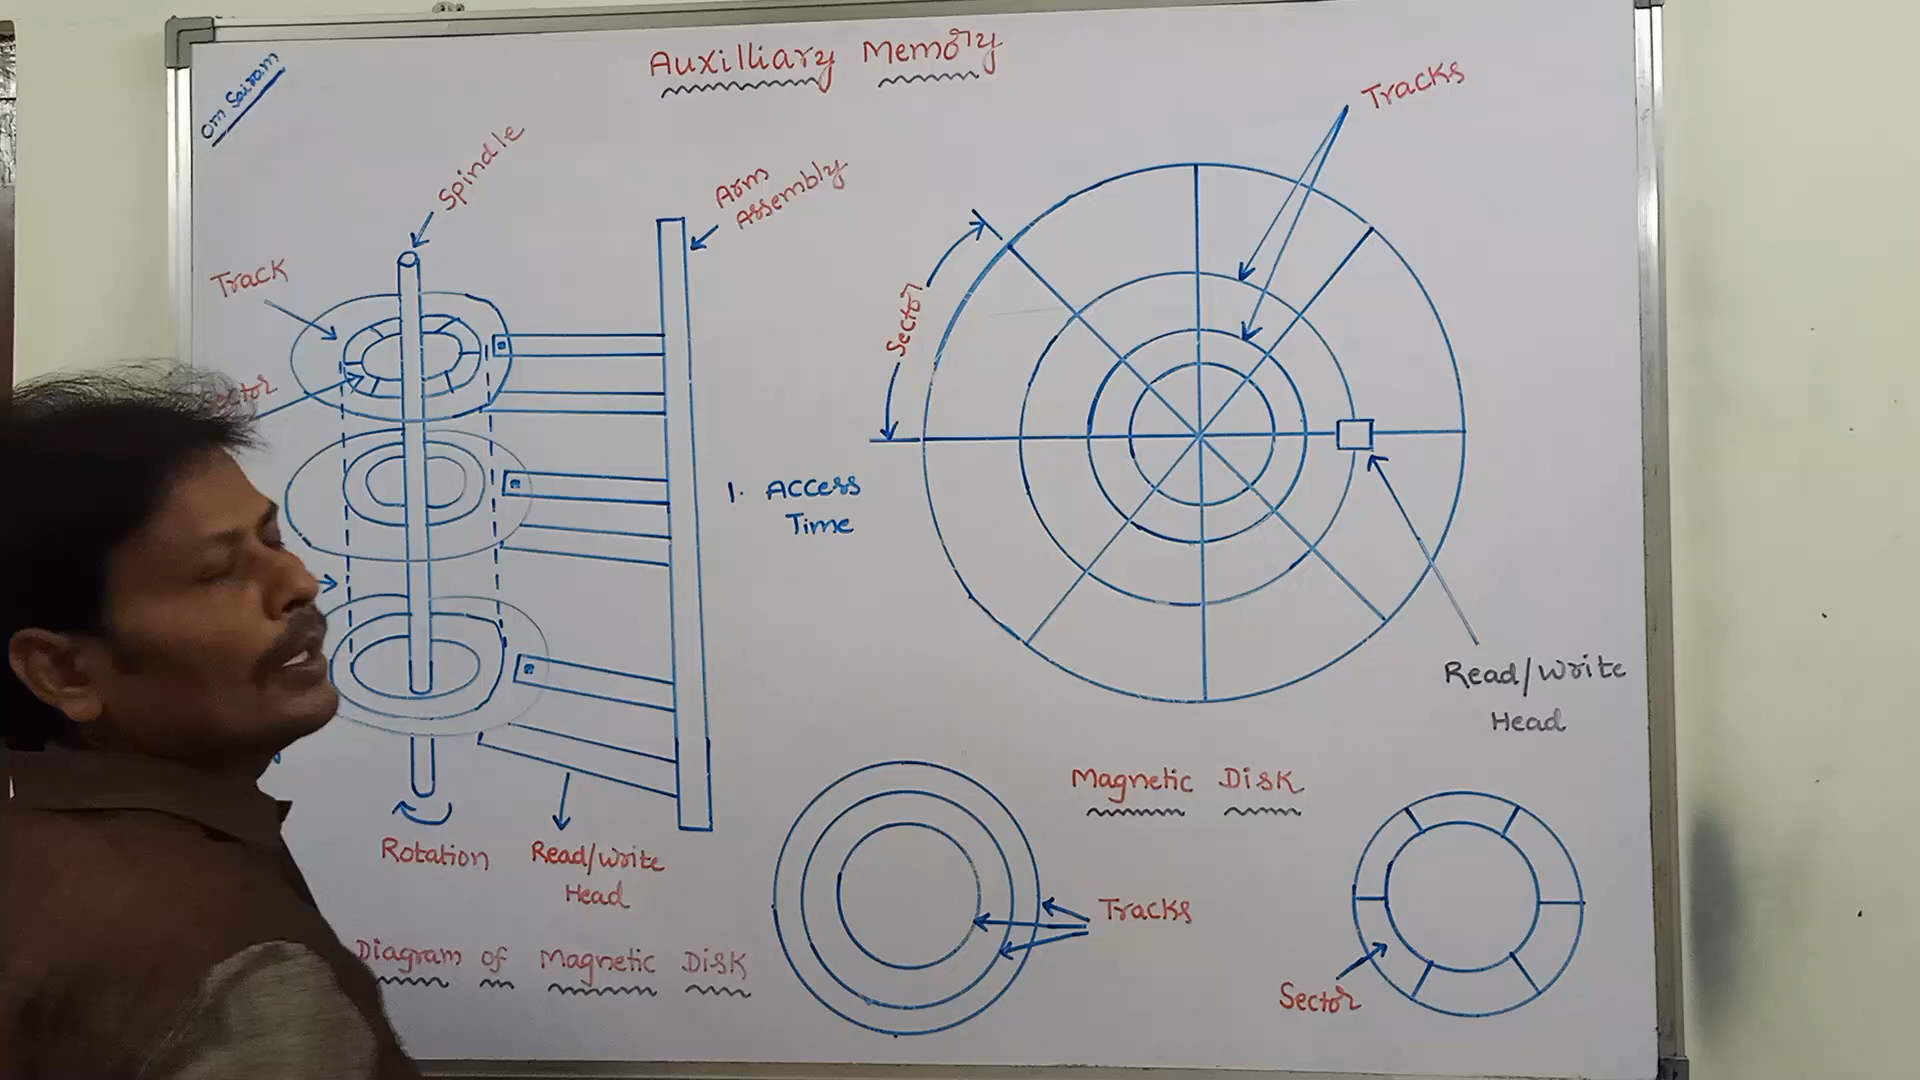 Om Sairam
Auxilliary Memory
Tracks
Spindle
Arm
Assembly
Track
Sector
1. Access
Time
Read/Write
Head
Magnetic Disk
Rotation
Read/Write
Head
Tracks
Diagram of Magnetic Disk
Sector